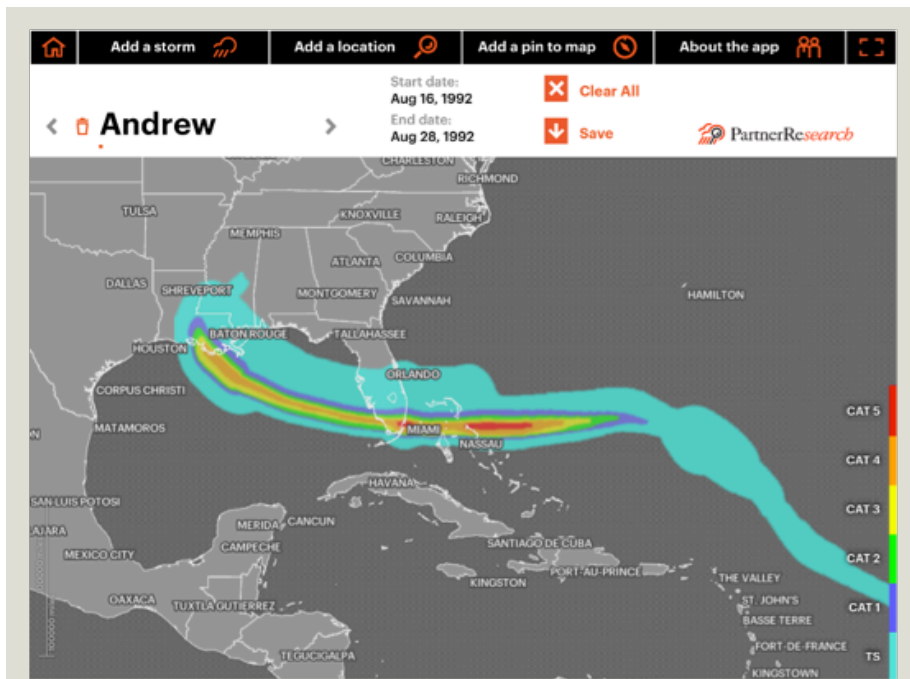 Add a storm
Add a location
Add a pin to map
About the app
Andrew
Start date:
Aug 16, 1992
End date:
Aug 28, 1992
Clear All
Save
PartnerResearch
CHARLESTON
RICHMOND
TULSA
KNOXVILLE
RALEIGH
MEMPHIS
ATLANTA
COLUMBIA
DALLAS
SHREVEPORT
MONTGOMERY
SAVANNAH
HAMILTON
BATON ROUGE
TALLAHASSEE
HOUSTON
ORLANDO
CORPUS CHRISTI
CAT 5
MATAMOROS
MIAMI
NASSAU
CAT 4
HAVANA
SAN LUIS POTOSI
CAT 3
MERIDA
CANCUN
MEXICO CITY
CAMPECHE
SANTIAGO DE CUBA
CAT 2
PORT-AU-PRINCE
KINGSTON
THE VALLEY
OAXACA
TUXTLA GUTIERREZ
ST. JOHN'S
CAT 1
BASSE TERRE
FORT-DE-FRANCE
TEGUCIGALPA
TS
KINGSTOWN